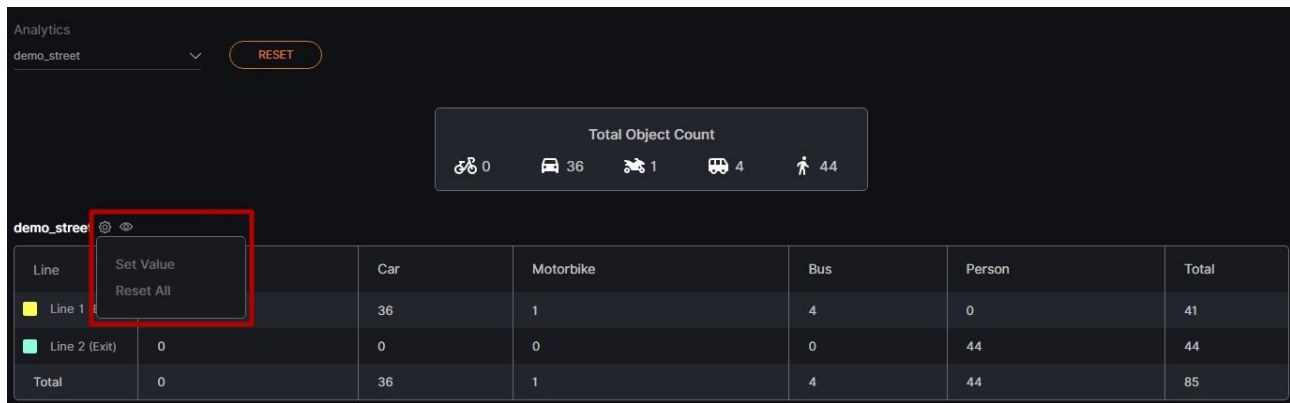 Analytics
demo_street
RESET
Total Object Count
0 36 1 4 44
demo_street
Set Value
Reset All
Line Car Motorbike Bus Person Total
Line 1 36 1 4 0 41
Line 2 (Exit) 0 0 0 0 44 44
Total 0 36 1 4 44 85